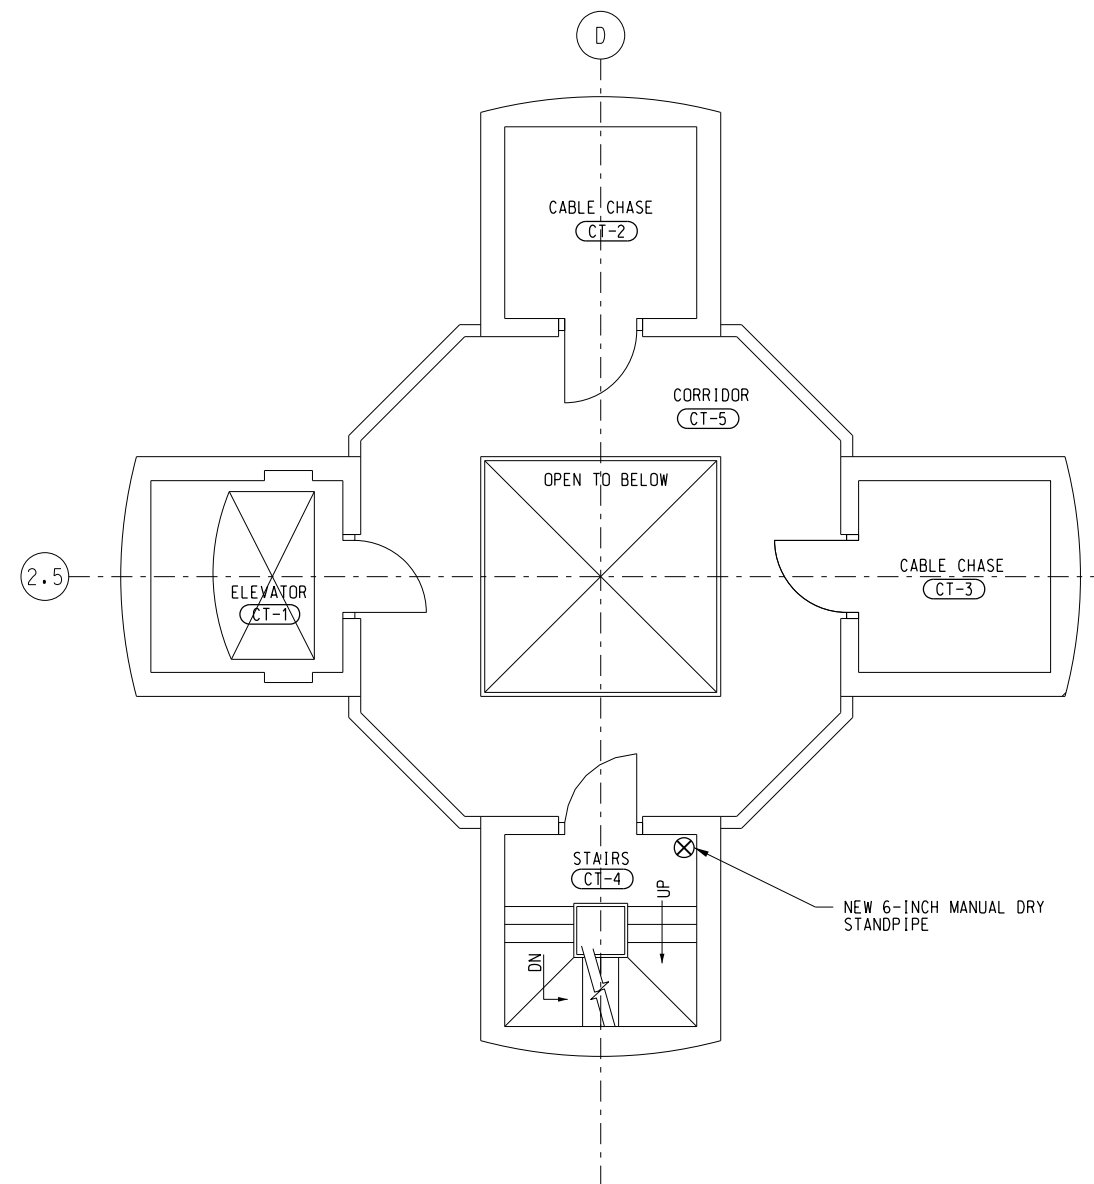 D
CABLE CHASE
CT-2
CORRIDOR
CT-5
OPEN TO BELOW
2.5
ELEVATOR
CT-1
CABLE CHASE
CT-3
STAIRS
CT-4
UP
NEW 6-INCH MANUAL DRY
STANDPIPE
DN